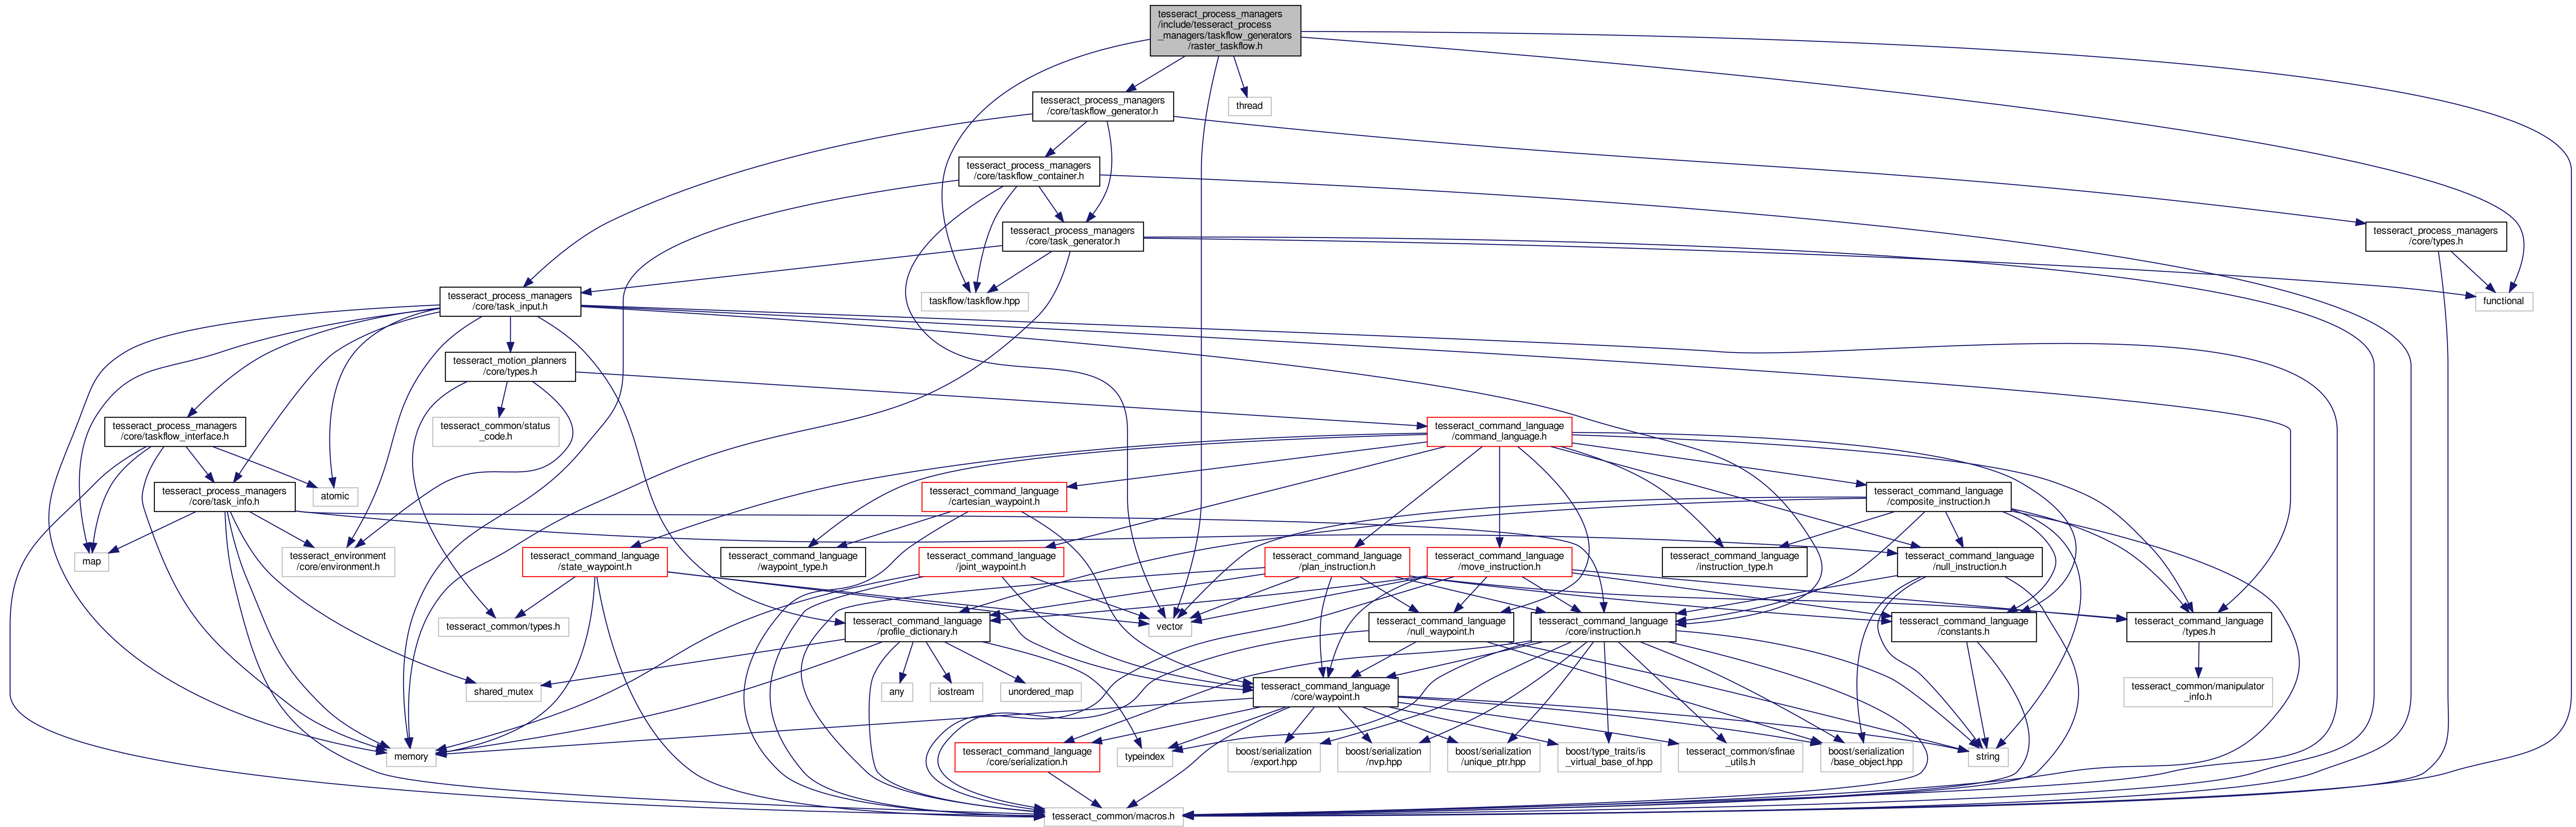 tesseract_process_managers
/include/tesseract_process
_managers/taskflow_generators
/raster_taskflow.h
tesseract_process_managers
/core/taskflow_generator.h
thread
tesseract_process_managers
/core/taskflow_container.h
tesseract_process_managers
/core/task_generator.h
tesseract_process_managers
/core/types.h
tesseract_process_managers
/core/task_input.h
taskflow/taskflow.hpp
functional
tesseract_motion_planners
/core/types.h
tesseract_process_managers
/core/taskflow_interface.h
tesseract_common/status
_code.h
tesseract_command_language
/command_language.h
tesseract_process_managers
/core/task_info.h
atomic
tesseract_command_language
/cartesian_waypoint.h
tesseract_command_language
/composite_instruction.h
map
tesseract_environment
/core/environment.h
tesseract_command_language
/state_waypoint.h
tesseract_command_language
/waypoint_type.h
tesseract_command_language
/joint_waypoint.h
tesseract_command_language
/plan_instruction.h
tesseract_command_language
/move_instruction.h
tesseract_command_language
/instruction_type.h
tesseract_command_language
/null_instruction.h
tesseract_common/types.h
tesseract_command_language
/profile_dictionary.h
vector
tesseract_command_language
/null_waypoint.h
tesseract_command_language
/core/instruction.h
tesseract_command_language
/constants.h
tesseract_command_language
/types.h
shared_mutex
any
iostream
unordered_map
tesseract_command_language
/core/waypoint.h
tesseract_common/manipulator
_info.h
memory
tesseract_command_language
/core/serialization.h
typeindex
boost/serialization
/export.hpp
boost/serialization
/nvp.hpp
boost/serialization
/unique_ptr.hpp
boost/type_traits/is
_virtual_base_of.hpp
tesseract_common/sfinae
_utils.h
boost/serialization
/base_object.hpp
string
tesseract_common/macros.h